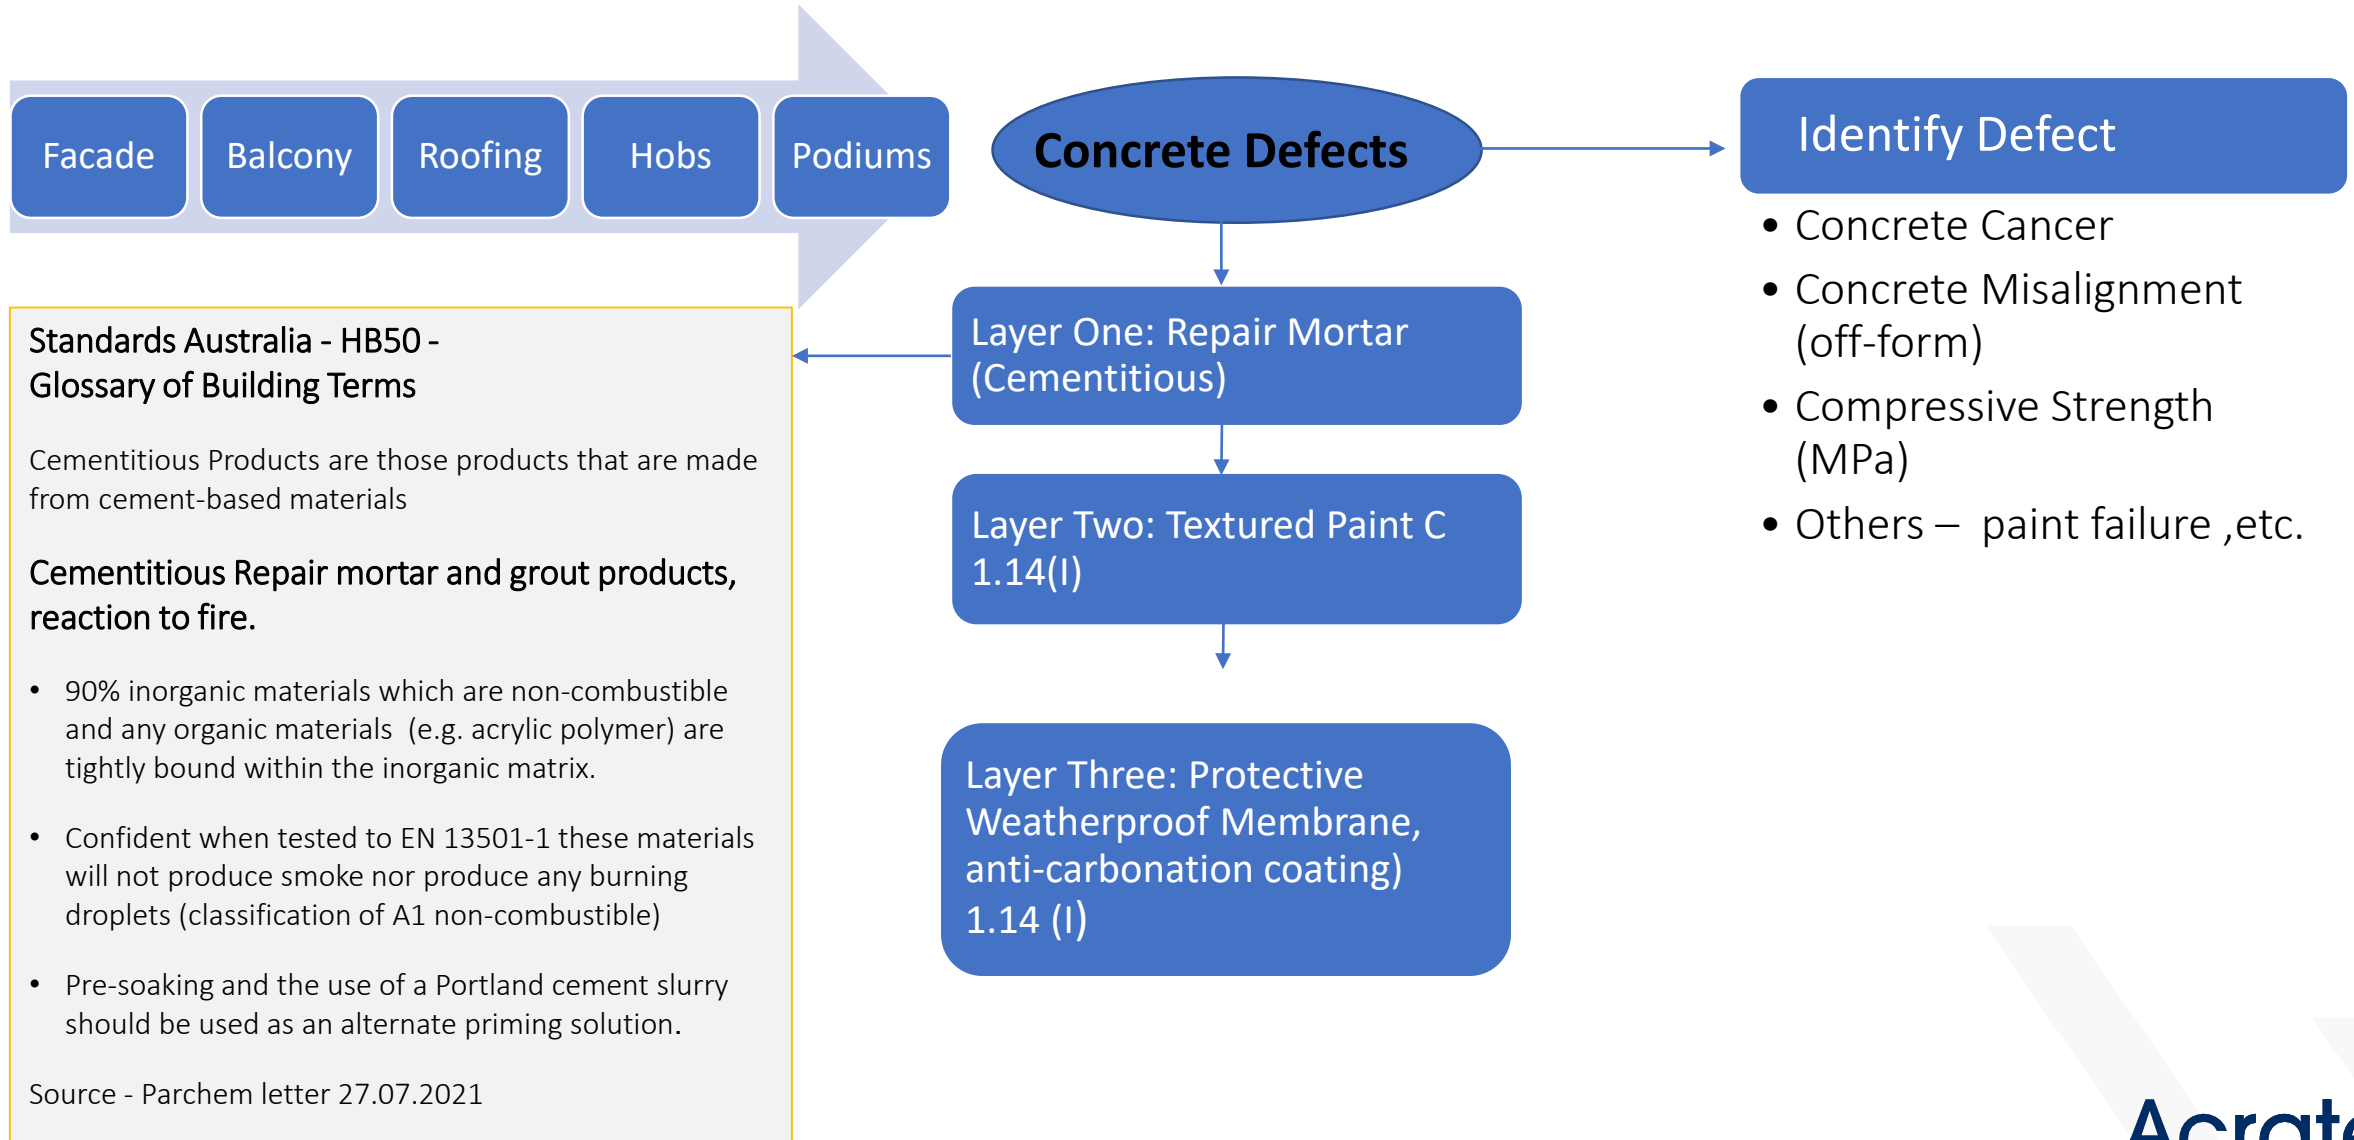 Facade
Balcony
Roofing
Hobs
Podiums
Concrete Defects
Identify Defect
• Concrete Cancer
• Concrete Misalignment
(off-form)
• Compressive Strength
(MPa)
• Others – paint failure ,etc.
Layer One: Repair Mortar
(Cementitious)
Layer Two: Textured Paint C
1.14(I)
Layer Three: Protective
Weatherproof Membrane,
anti-carbonation coating)
1.14 (I)
Standards Australia - HB50 -
Glossary of Building Terms
Cementitious Products are those products that are made
from cement-based materials
Cementitious Repair mortar and grout products,
reaction to fire.
• 90% inorganic materials which are non-combustible
and any organic materials (e.g. acrylic polymer) are
tightly bound within the inorganic matrix.
• Confident when tested to EN 13501-1 these materials
will not produce smoke nor produce any burning
droplets (classification of A1 non-combustible)
• Pre-soaking and the use of a Portland cement slurry
should be used as an alternate priming solution.
Source - Parchem letter 27.07.2021